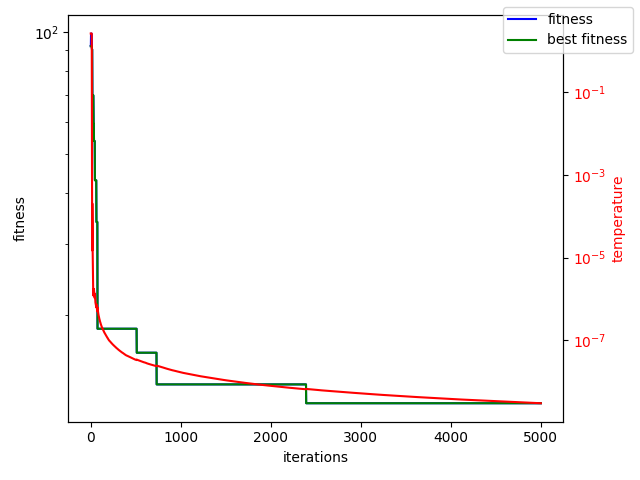 fitness
best fitness
10²
10⁻¹
10⁻³
10⁻⁵
10⁻⁷
fitness
temperature
0 1000 2000 3000 4000 5000
iterations